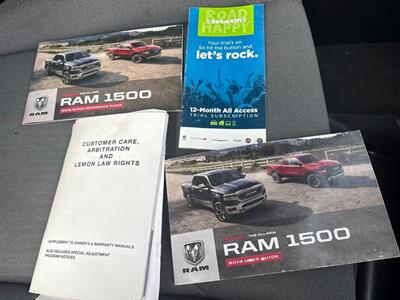 RAM 1500
2019 QUICK REFERENCE GUIDE
RAM
ROAD
HAPPY
SiriusXM
Your trial's on
So hit the button and
let's rock.
12-Month All Access
TRIAL SUBSCRIPTION
CUSTOMER CARE,
ARBITRATION
AND
LEMON LAW RIGHTS
SUPPLEMENT TO OWNER'S & WARRANTY MANUALS.
ALSO INCLUDES SPECIAL ADJUSTMENT
PROGRAM NOTICES.
THE ALL-NEW
RAM 1500
2019 USER GUIDE
RAM